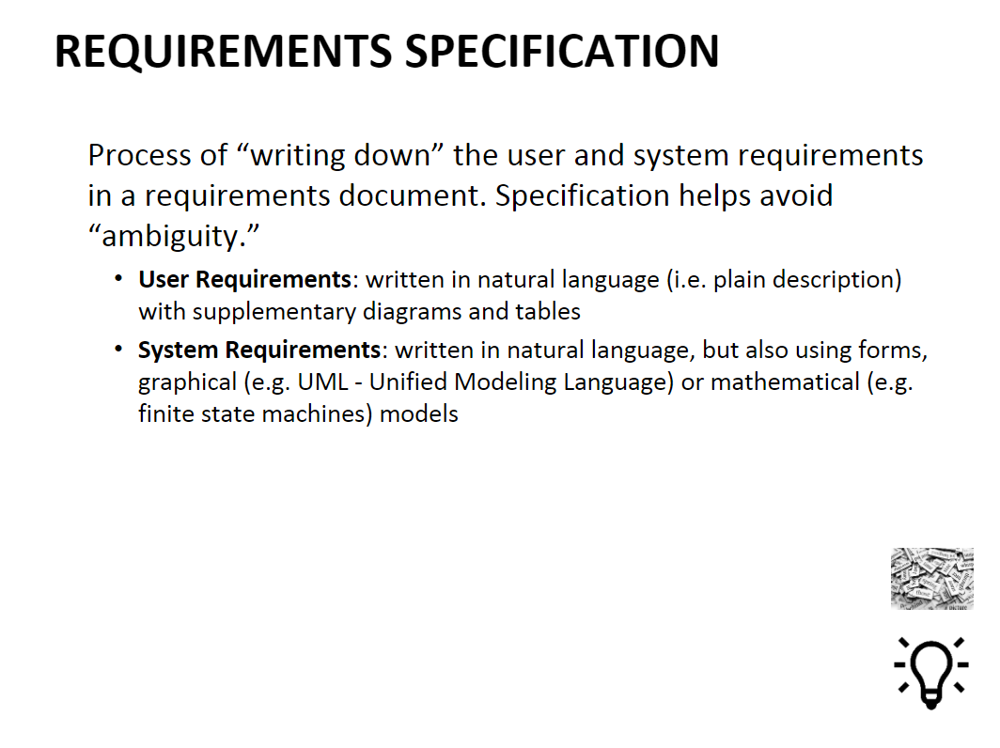 REQUIREMENTS SPECIFICATION
Process of “writing down” the user and system requirements
in a requirements document. Specification helps avoid
“ambiguity.”
• User Requirements: written in natural language (i.e. plain description)
with supplementary diagrams and tables
• System Requirements: written in natural language, but also using forms,
graphical (e.g. UML - Unified Modeling Language) or mathematical (e.g.
finite state machines) models